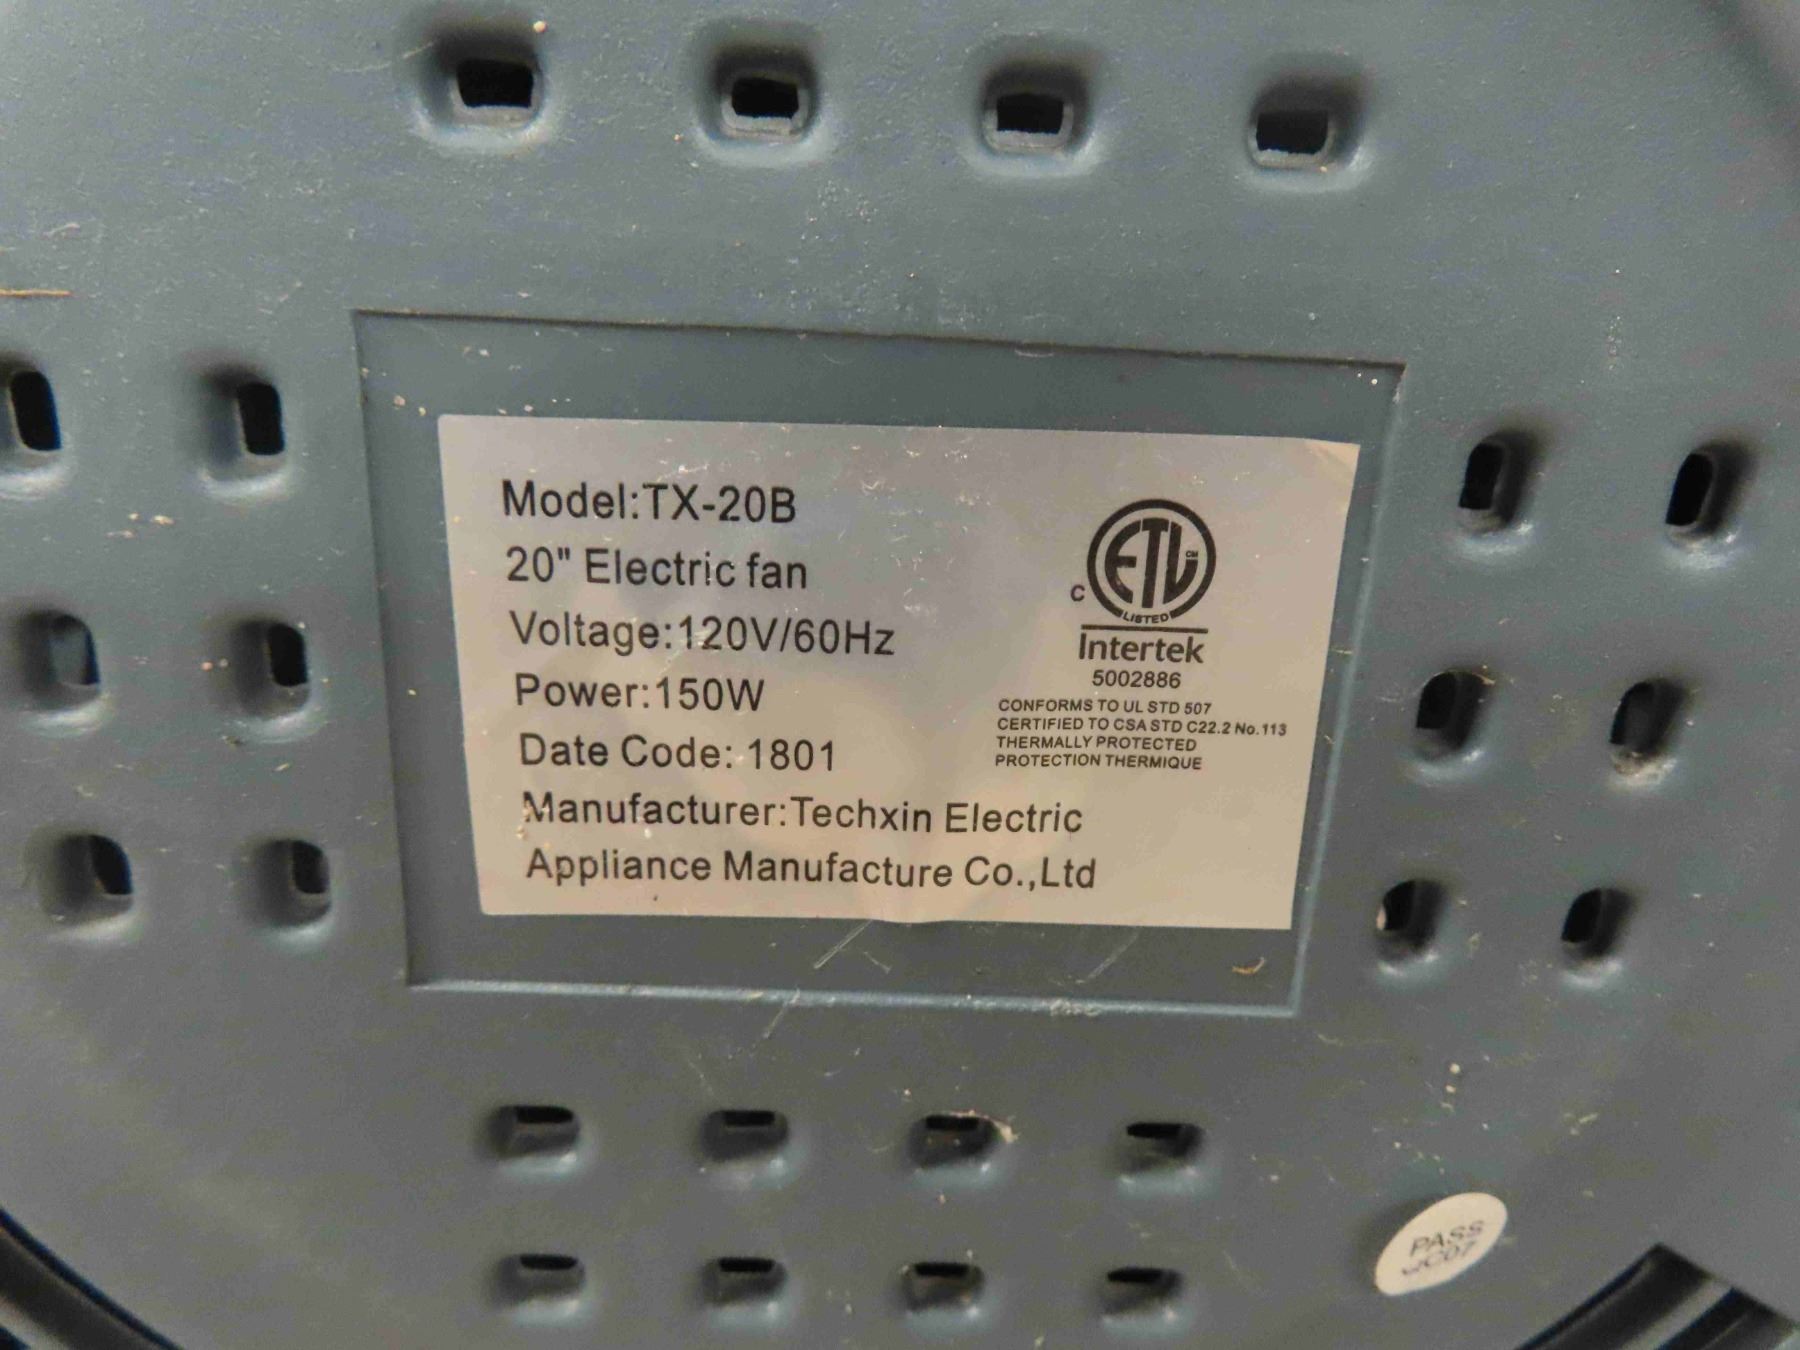 Model:TX-20B
20" Electric fan
Voltage:120V/60Hz
Power:150W
Date Code: 1801
Manufacturer:Techxin Electric
Appliance Manufacture Co.,Ltd
ETL CM
LISTED
C
Intertek
5002886
CONFORMS TO UL STD 507
CERTIFIED TO CSA STD C22.2 No.113
THERMALLY PROTECTED
PROTECTION THERMIQUE
PASS
QC07